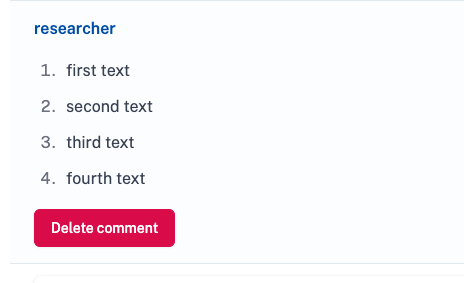 researcher
1. first text
2. second text
3. third text
4. fourth text
Delete comment